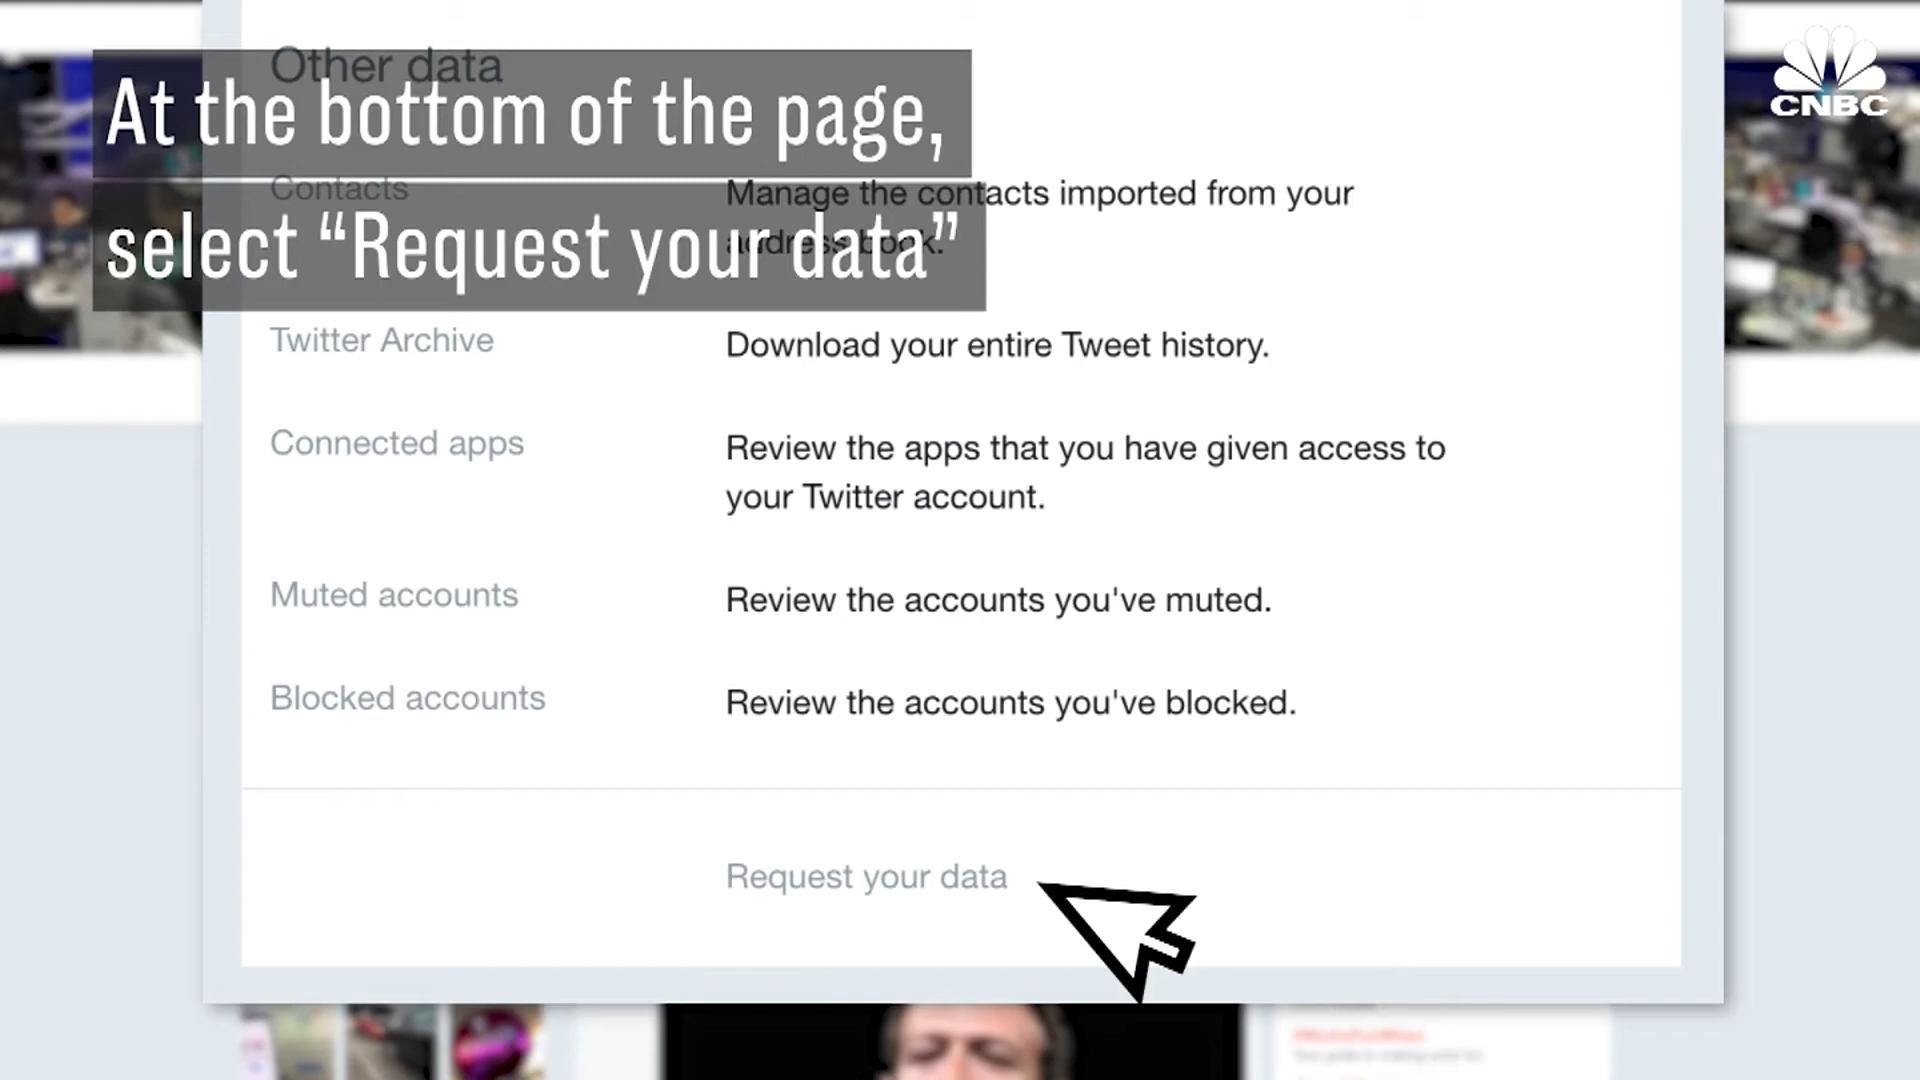 Other data
At the bottom of the page,
select “Request your data”
CNBC
Contacts
Manage the contacts imported from your
address book.
Twitter Archive
Download your entire Tweet history.
Connected apps
Review the apps that you have given access to
your Twitter account.
Muted accounts
Review the accounts you've muted.
Blocked accounts
Review the accounts you've blocked.
Request your data